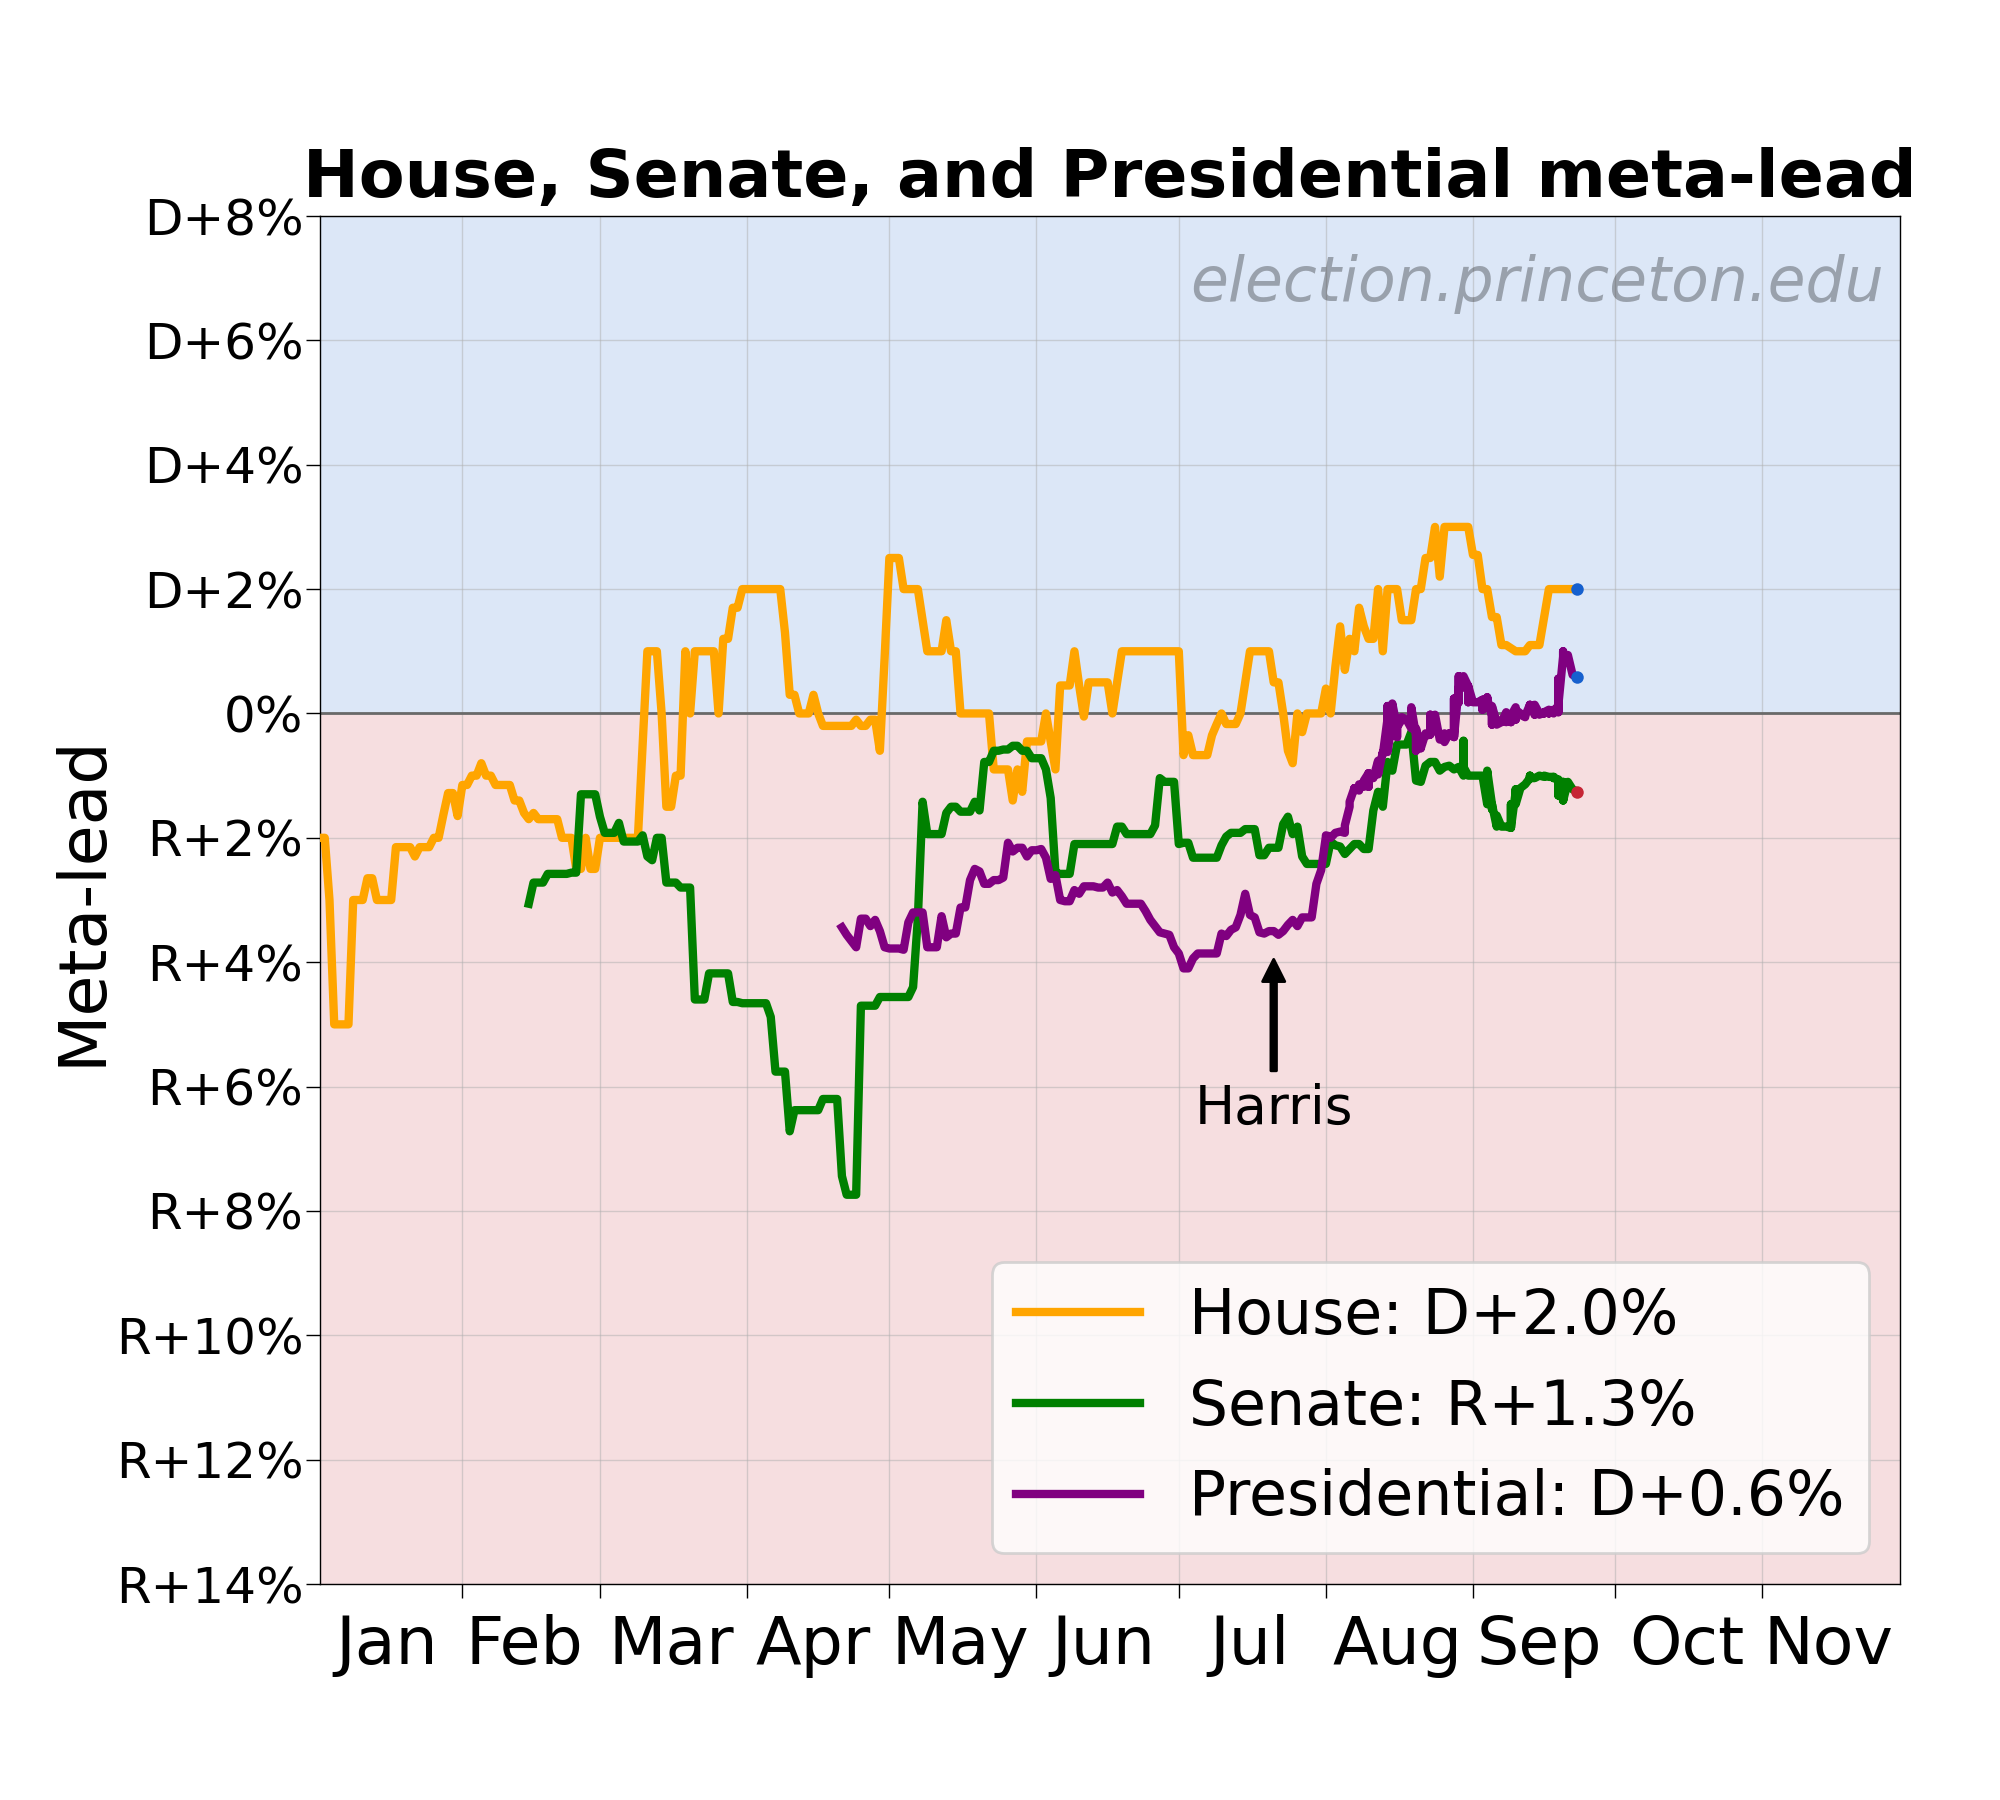 House, Senate, and Presidential meta-lead
election.princeton.edu
D+8%
D+6%
D+4%
D+2%
0%
R+2%
R+4%
R+6%
R+8%
R+10%
R+12%
R+14%
Meta-lead
Harris
House: D+2.0%
Senate: R+1.3%
Presidential: D+0.6%
Jan Feb Mar Apr May Jun Jul Aug Sep Oct Nov